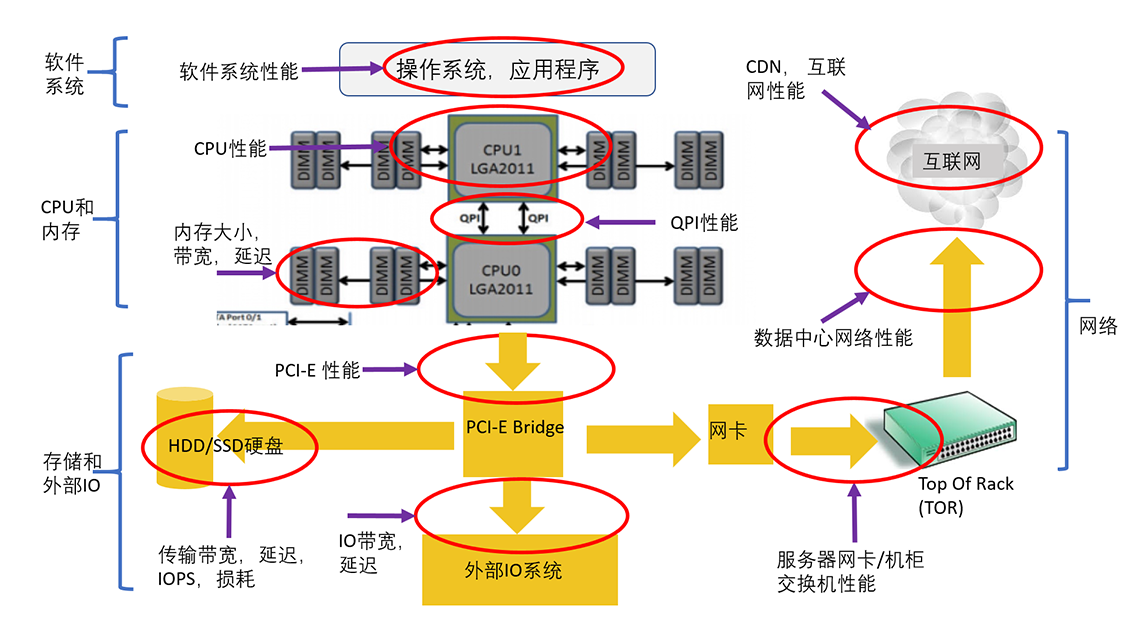 软件
系统
软件系统性能
操作系统，应用程序
CDN， 互联
网性能
互联网
CPU和
内存
CPU性能
DIMM
DIMM
DIMM
DIMM
CPU1
LGA2011
DIMM
DIMM
DIMM
DIMM
QPI
QPI
QPI性能
内存大小，
带宽，延迟
DIMM
DIMM
DIMM
DIMM
CPU0
LGA2011
DIMM
DIMM
DIMM
DIMM
A Port 0/1
数据中心网络性能
网络
PCI-E 性能
存储和
外部IO
HDD/SSD硬盘
PCI-E Bridge
网卡
Top Of Rack
(TOR)
传输带宽，延迟，
IOPS，损耗
IO带宽，
延迟
外部IO系统
服务器网卡/机柜
交换机性能